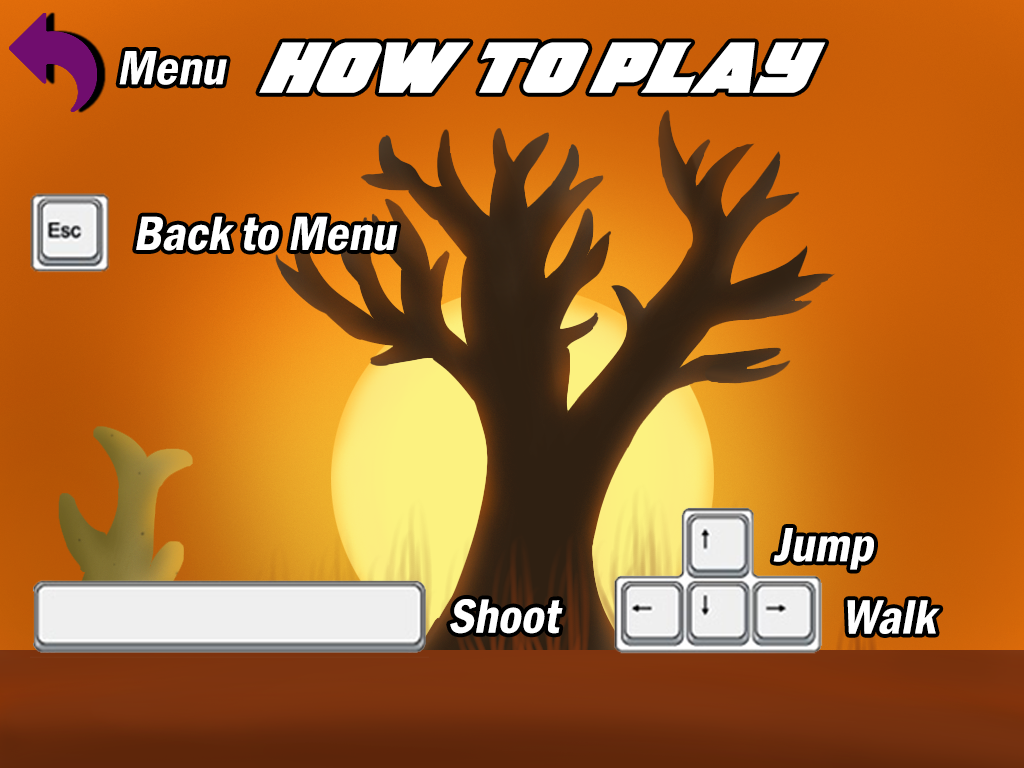 Menu
HOW TO PLAY
Esc
Back to Menu
Jump
Shoot
Walk